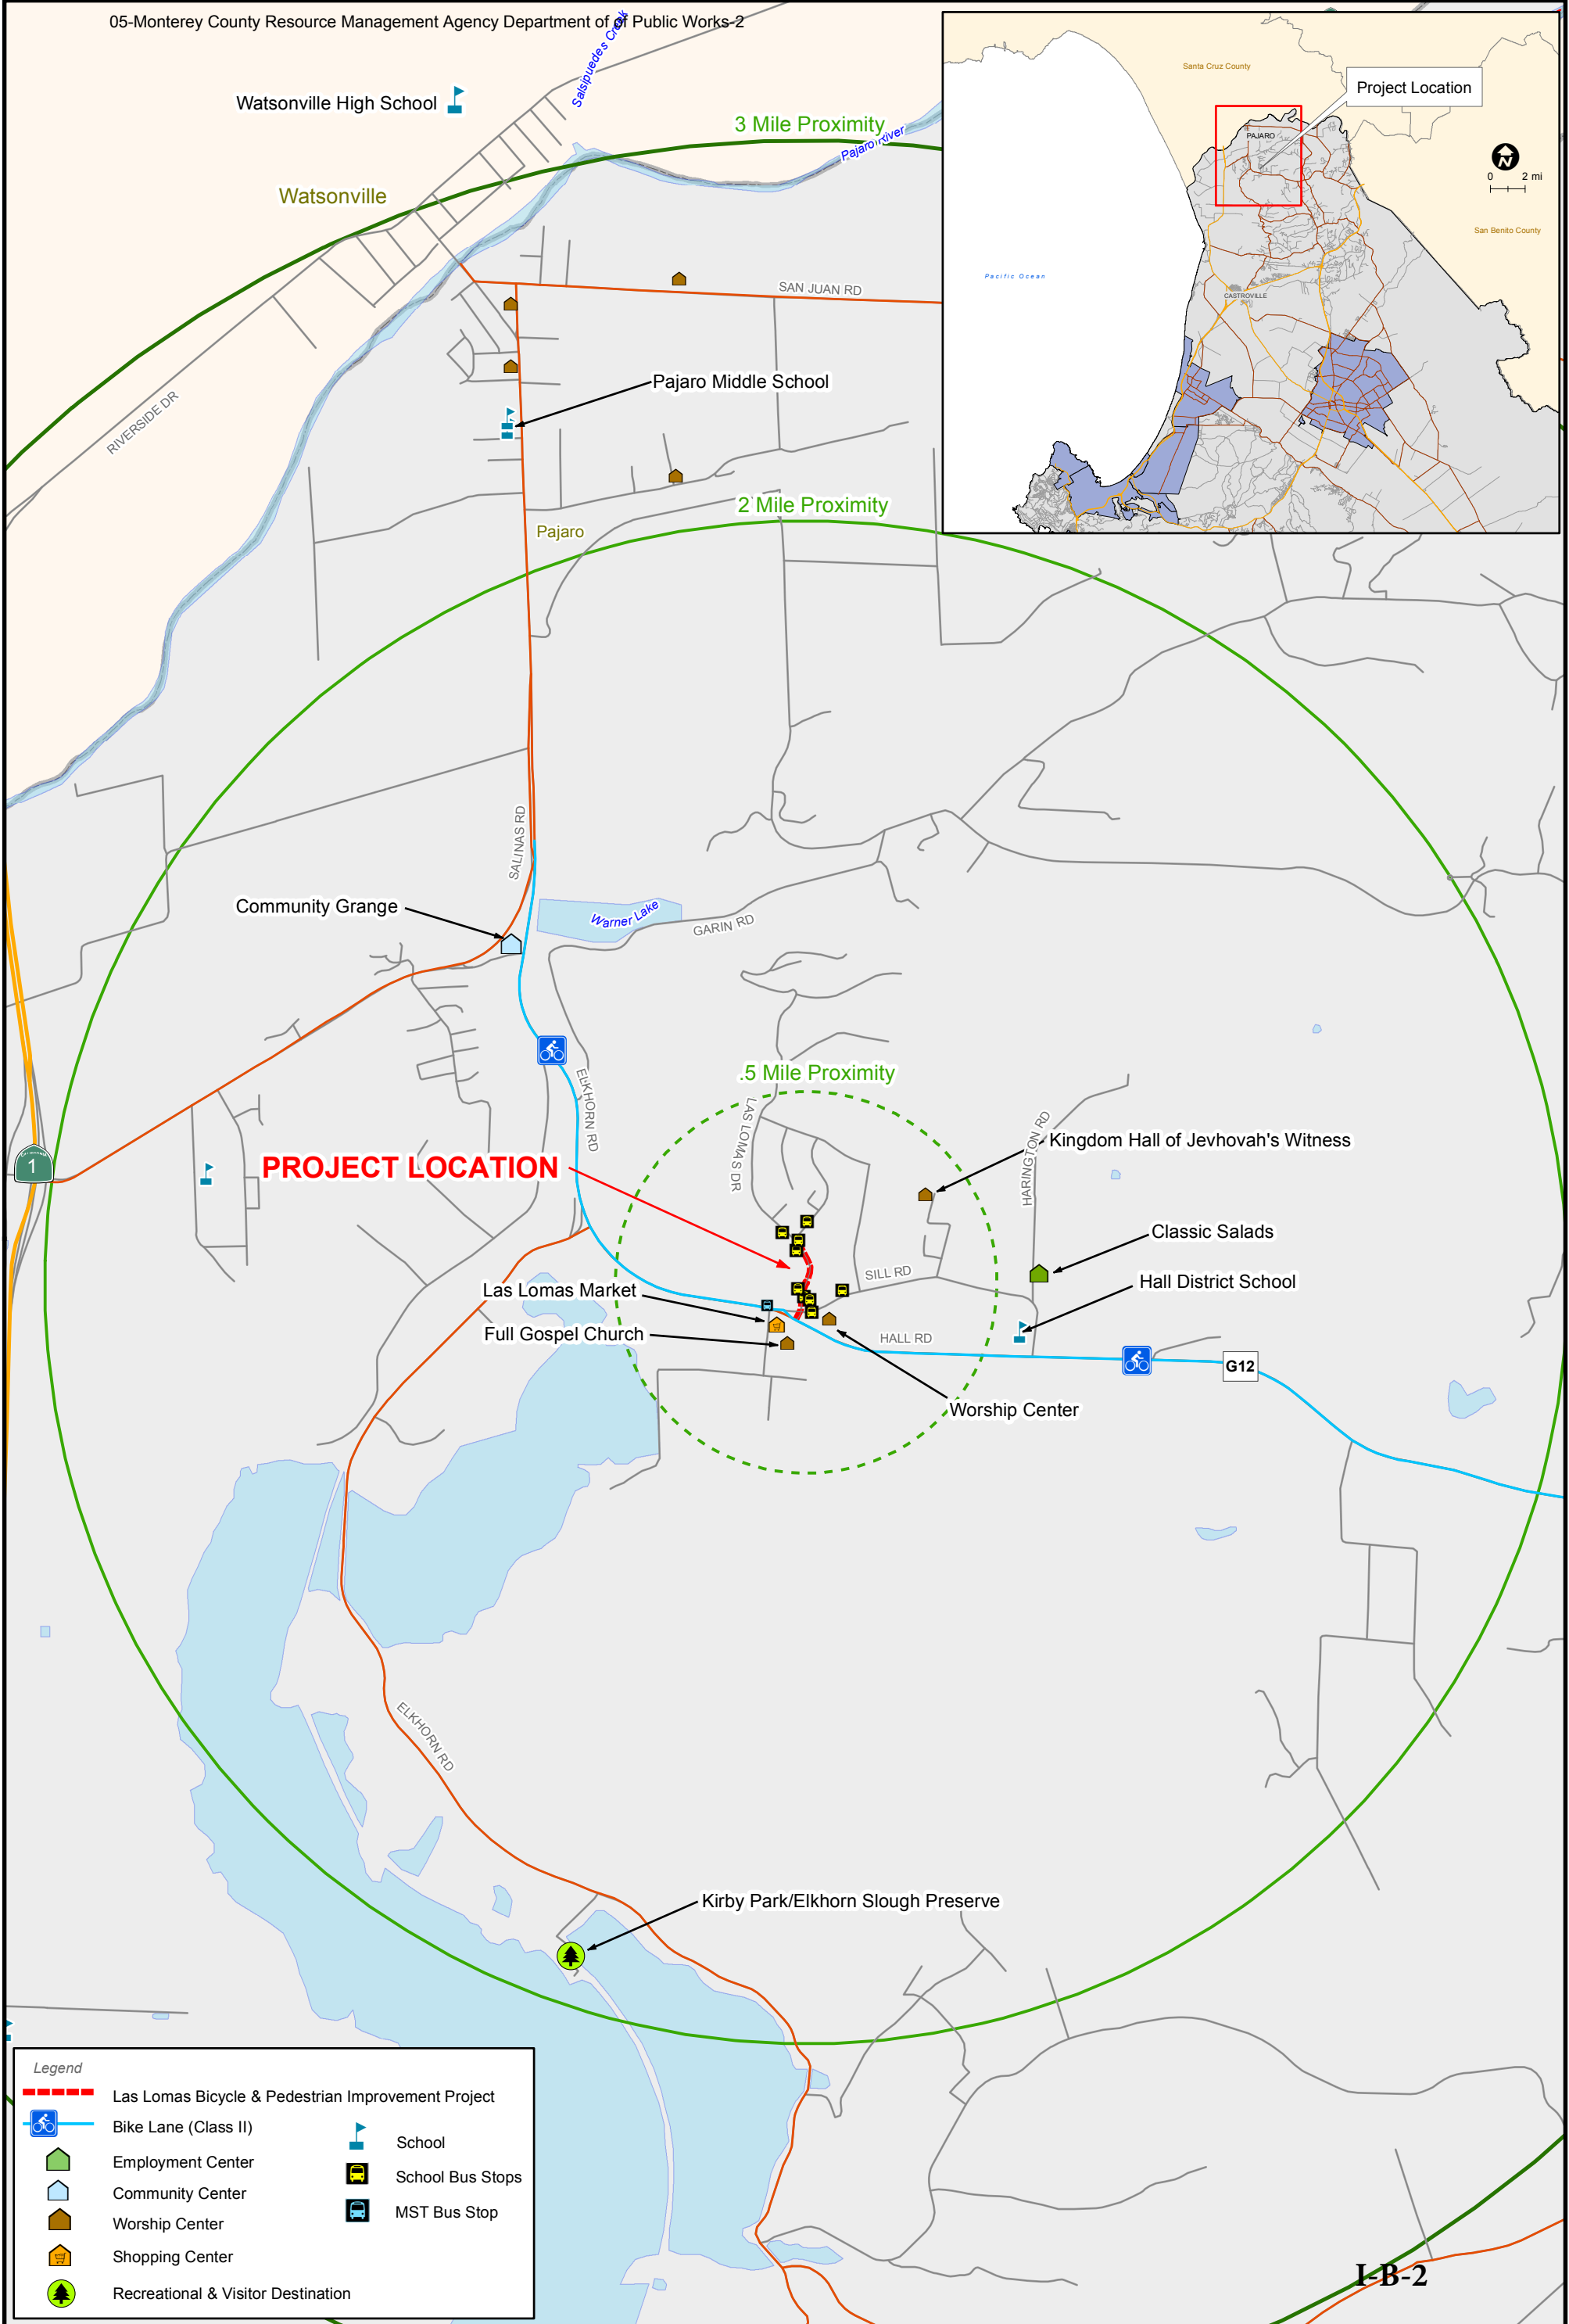 05-Monterey County Resource Management Agency Department of of Public Works-2
Salsipuedes Creek
Watsonville High School
3 Mile Proximity
Pajaro River
Watsonville
SAN JUAN RD
Pajaro Middle School
RIVERSIDE DR
2 Mile Proximity
Pajaro
Santa Cruz County
Project Location
PAJARO
N
0 2 mi
San Benito County
Pacific Ocean
CASTROVILLE
SALINAS RD
Community Grange
Warner Lake
GARIN RD
ELKHORN RD
.5 Mile Proximity
LAS LOMAS DR
HARINGTON RD
Kingdom Hall of Jevhovah's Witness
1
PROJECT LOCATION
Classic Salads
SILL RD
Hall District School
Las Lomas Market
Full Gospel Church
HALL RD
G12
Worship Center
ELKHORN RD
Kirby Park/Elkhorn Slough Preserve
Legend
Las Lomas Bicycle & Pedestrian Improvement Project
Bike Lane (Class II)
Employment Center
Community Center
Worship Center
Shopping Center
Recreational & Visitor Destination
School
School Bus Stops
MST Bus Stop
I-B-2